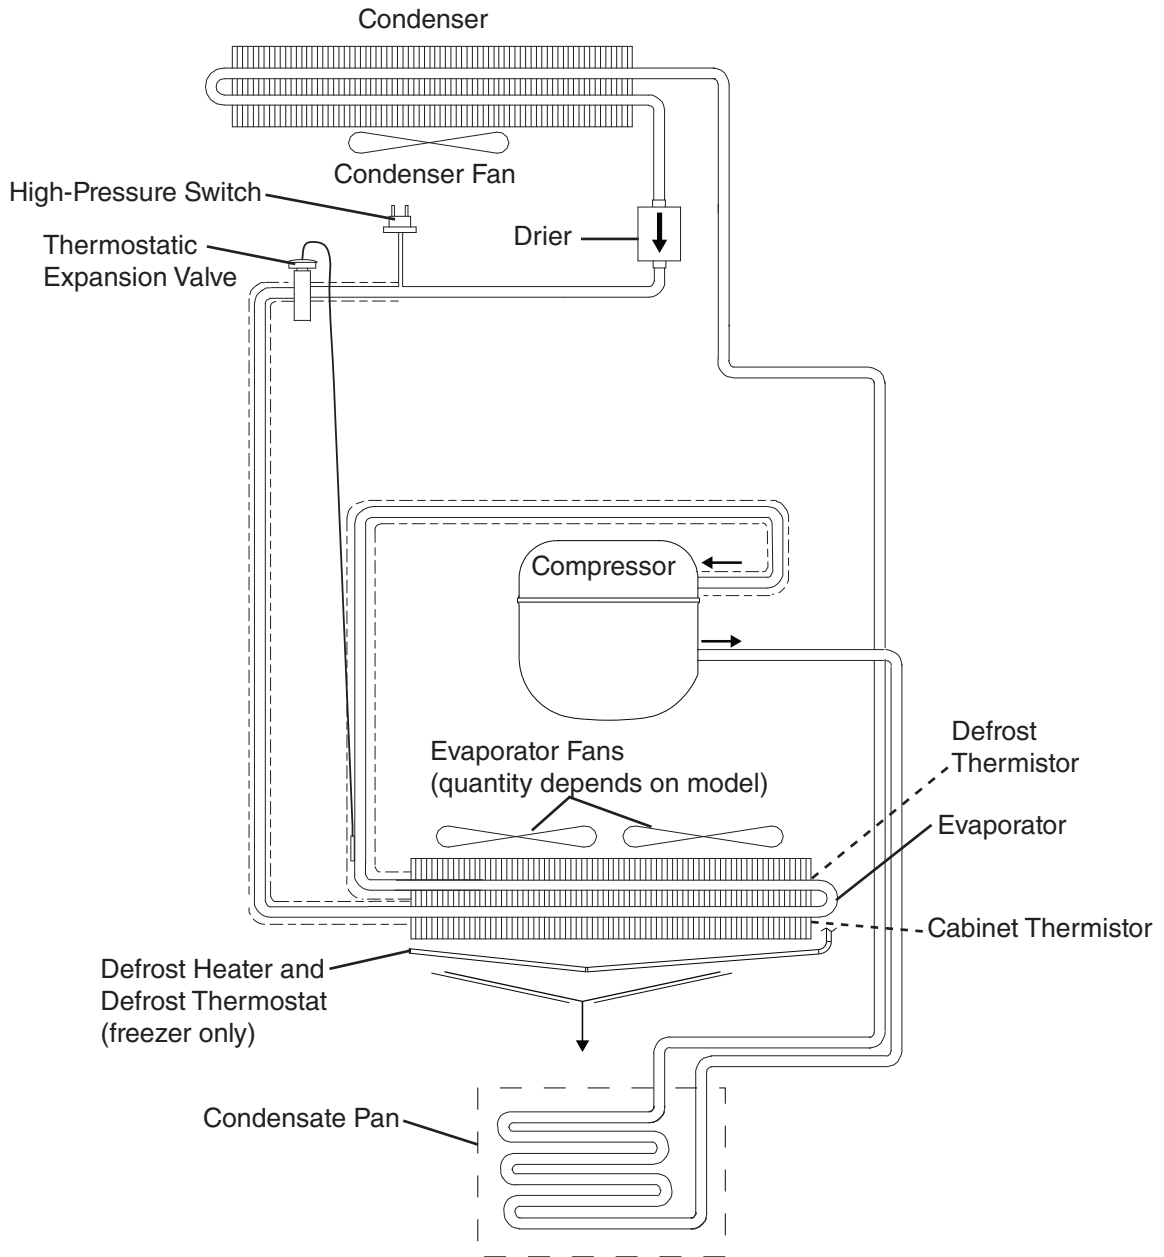 Condenser
Condenser Fan
High-Pressure Switch
Thermostatic
Expansion Valve
Drier
Compressor
Evaporator Fans
(quantity depends on model)
Defrost
Thermistor
Evaporator
Cabinet Thermistor
Defrost Heater and
Defrost Thermostat
(freezer only)
Condensate Pan